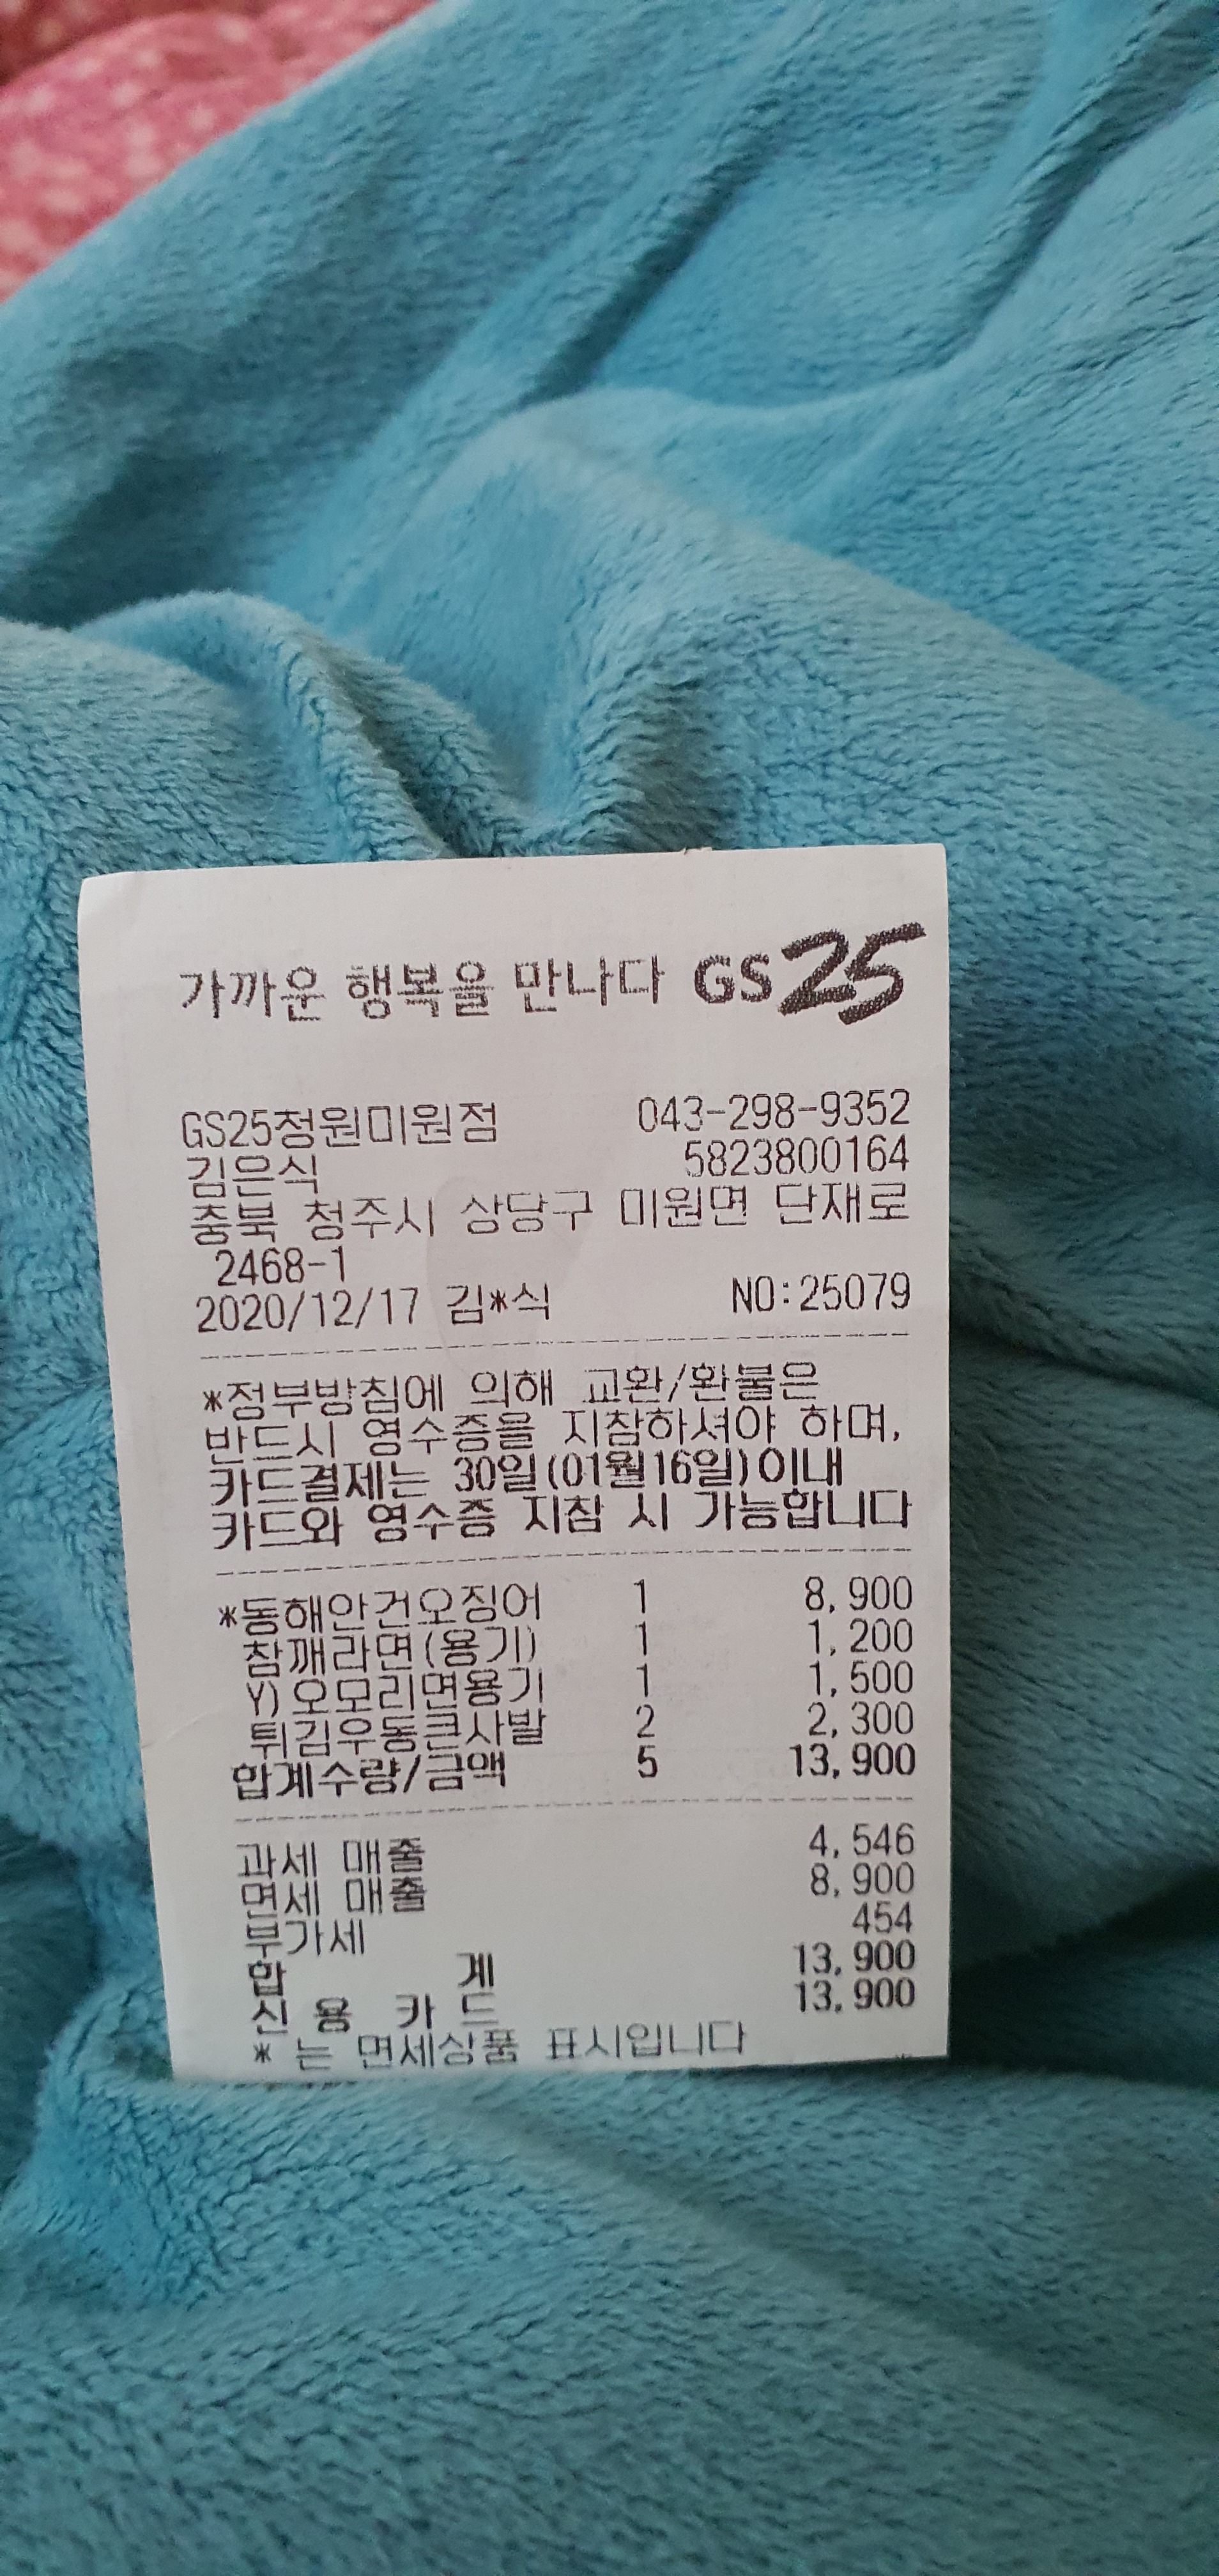 가까운 행복을 만나다 GS25
GS25청원미원점 043-298-9352
김은식 5823800164
충북 청주시 상당구 미원면 단재로
2468-1
2020/12/17 김*식 NO:25079
*정부방침에 의해 교환/환불은
반드시 영수증을 지참하셔야 하며,
카드결제는 30일(01월16일)이내
카드와 영수증 지참 시 가능합니다
*동해안건오징어 1 8,900
참깨라면(용기) 1 1,200
Y)오모리면용기 1 1,500
튀김우동큰사발 2 2,300
합계수량/금액 5 13,900
과세 매출 4,546
면세 매출 8,900
부가세 454
합 계 13,900
신 용 카 드 13,900
* 는 면세상품 표시입니다